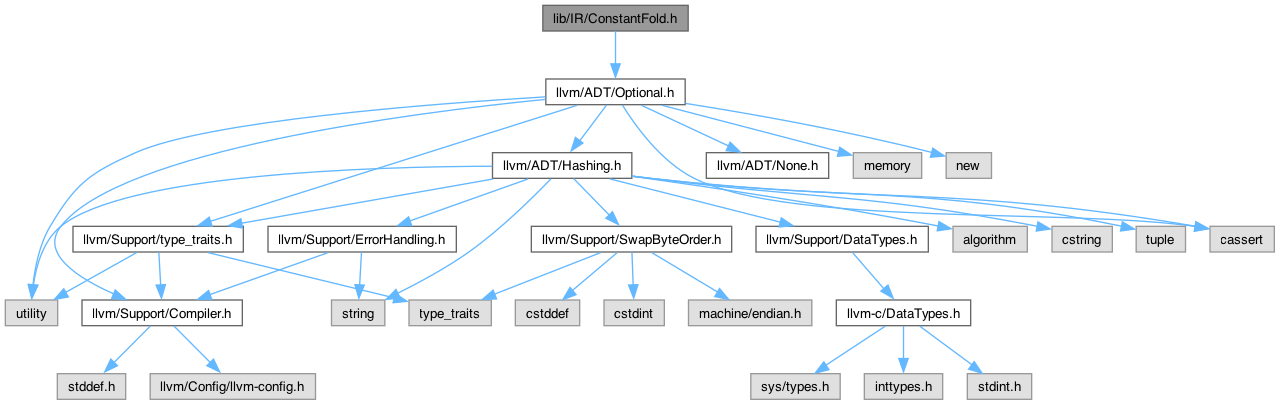 lib/IR/ConstantFold.h
llvm/ADT/Optional.h
llvm/ADT/Hashing.h
llvm/ADT/None.h
memory
new
llvm/Support/type_traits.h
llvm/Support/ErrorHandling.h
llvm/Support/SwapByteOrder.h
llvm/Support/DataTypes.h
algorithm
cstring
tuple
cassert
utility
llvm/Support/Compiler.h
string
type_traits
cstddef
cstdint
machine/endian.h
llvm-c/DataTypes.h
stddef.h
llvm/Config/llvm-config.h
sys/types.h
inttypes.h
stdint.h